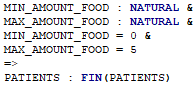 MIN_AMOUNT_FOOD : NATURAL &
MAX_AMOUNT_FOOD : NATURAL &
MIN_AMOUNT_FOOD = 0 &
MAX_AMOUNT_FOOD = 5
=>
PATIENTS : FIN(PATIENTS)